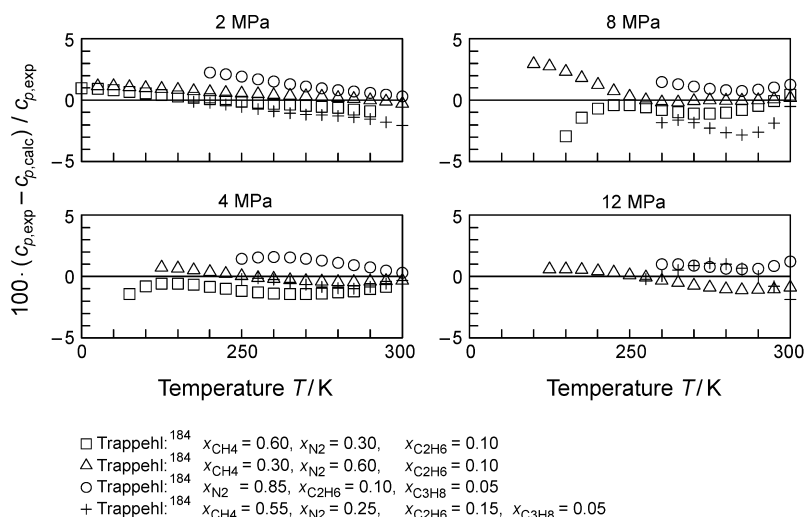 2 MPa
8 MPa
5
0
−5
5
0
−5
4 MPa
12 MPa
5
0
−5
5
0
−5
0
250
300
0
250
300
100·(cp,exp − cp,calc) / cp,exp
Temperature T/K
Temperature T/K
□ Trappehl:184 xCH4 = 0.60, xN2 = 0.30, xC2H6 = 0.10
△ Trappehl:184 xCH4 = 0.30, xN2 = 0.60, xC2H6 = 0.10
○ Trappehl:184 xN2 = 0.85, xC2H6 = 0.10, xC3H8 = 0.05
+ Trappehl:184 xCH4 = 0.55, xN2 = 0.25, xC2H6 = 0.15, xC3H8 = 0.05